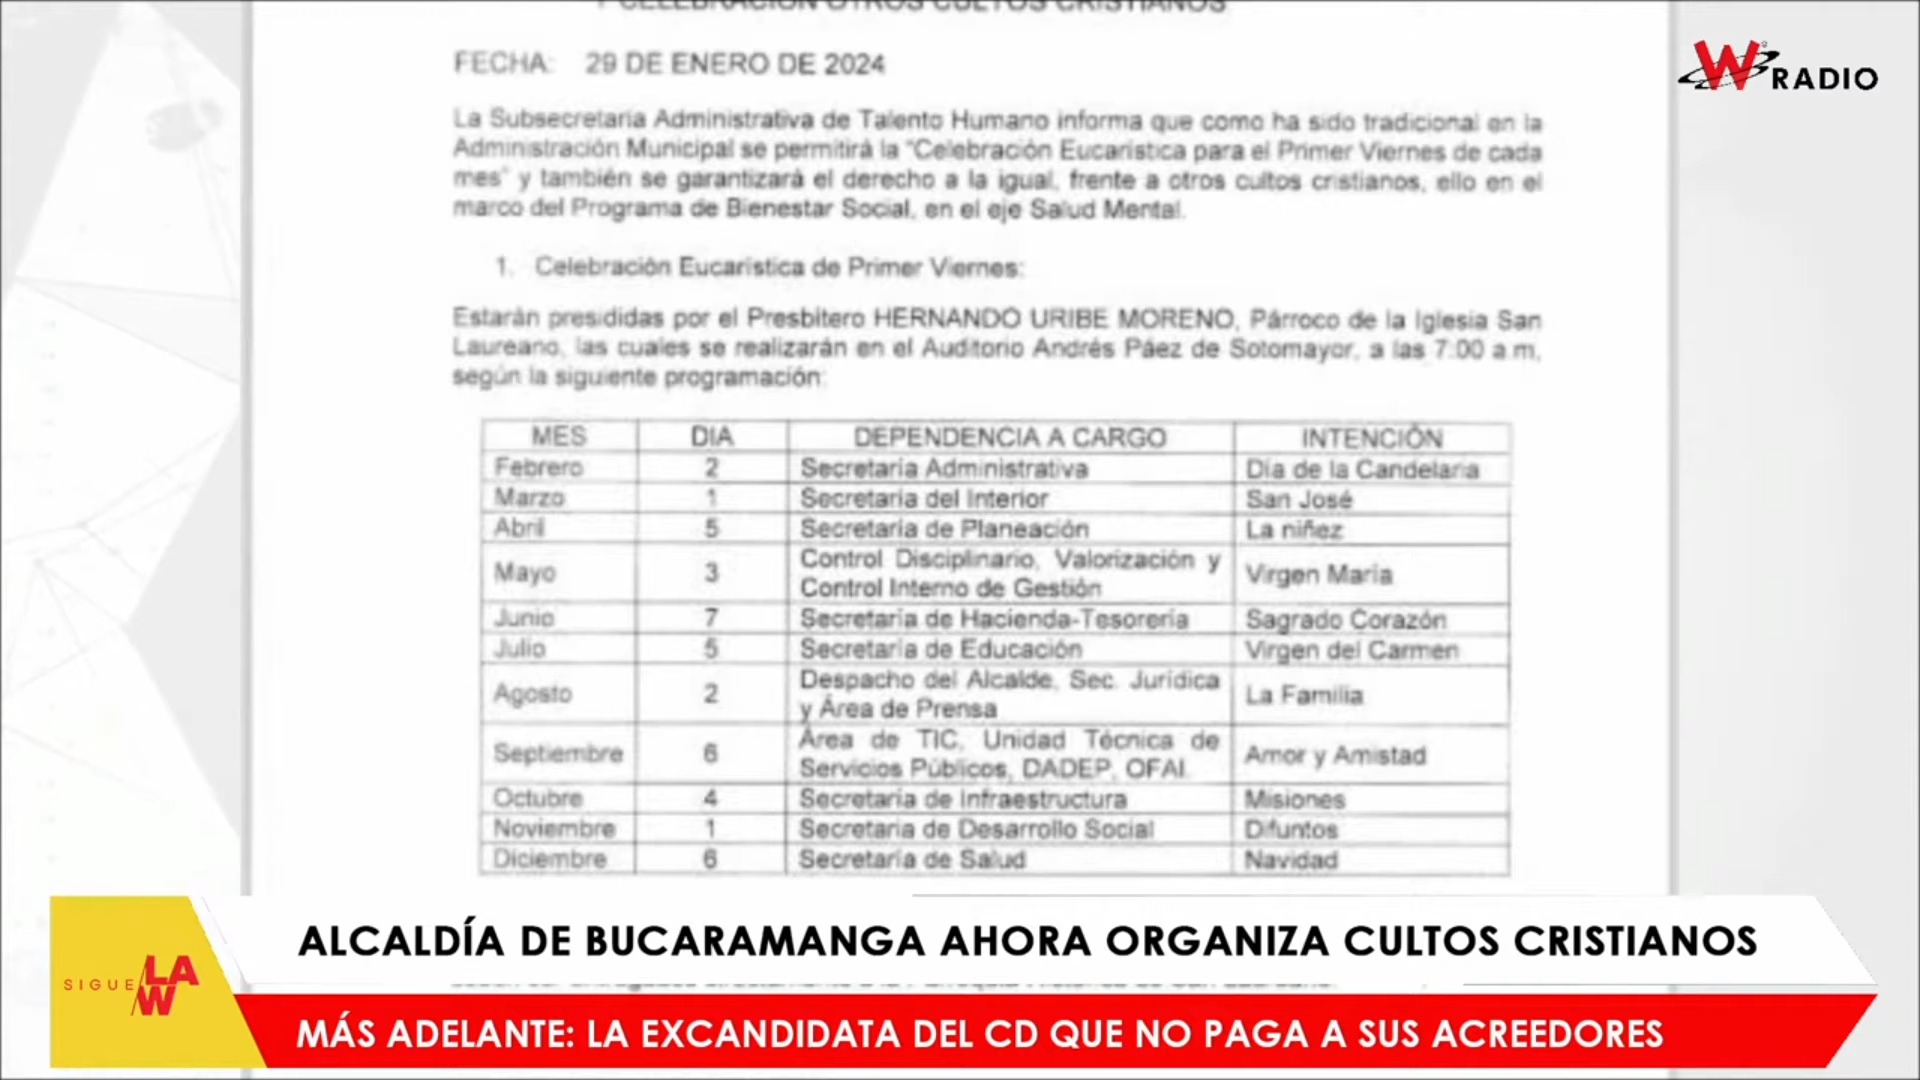 Y CELEBRACIÓN OTROS CULTOS CRISTIANOS
FECHA: 29 DE ENERO DE 2024
W RADIO
La Subsecretaría Administrativa de Talento Humano informa que como ha sido tradicional en la
Administración Municipal se permitirá la "Celebración Eucarística para el Primer Viernes de cada
mes" y también se garantizará el derecho a la igual, frente a otros cultos cristianos, ello en el
marco del Programa de Bienestar Social, en el eje Salud Mental.
1. Celebración Eucarística de Primer Viernes:
Estarán presididas por el Presbítero HERNANDO URIBE MORENO, Párroco de la Iglesia San
Laureano, las cuales se realizarán en el Auditorio Andrés Páez de Sotomayor, a las 7:00 a.m,
según la siguiente programación:
MES DIA DEPENDENCIA A CARGO INTENCIÓN
Febrero 2 Secretaría Administrativa Día de la Candelaria
Marzo 1 Secretaría del Interior San José
Abril 5 Secretaría de Planeación La niñez
Mayo 3 Control Disciplinario, Valorización y
Control Interno de Gestión Virgen María
Junio 7 Secretaría de Hacienda-Tesorería Sagrado Corazón
Julio 5 Secretaría de Educación Virgen del Carmen
Agosto 2 Despacho del Alcalde, Sec. Jurídica
y Área de Prensa La Familia
Septiembre 6 Área de TIC, Unidad Técnica de
Servicios Públicos, DADEP, OFAI. Amor y Amistad
Octubre 4 Secretaría de Infraestructura Misiones
Noviembre 1 Secretaría de Desarrollo Social Difuntos
Diciembre 6 Secretaría de Salud Navidad
ALCALDÍA DE BUCARAMANGA AHORA ORGANIZA CULTOS CRISTIANOS
SIGUE LA W
MÁS ADELANTE: LA EXCANDIDATA DEL CD QUE NO PAGA A SUS ACREEDORES